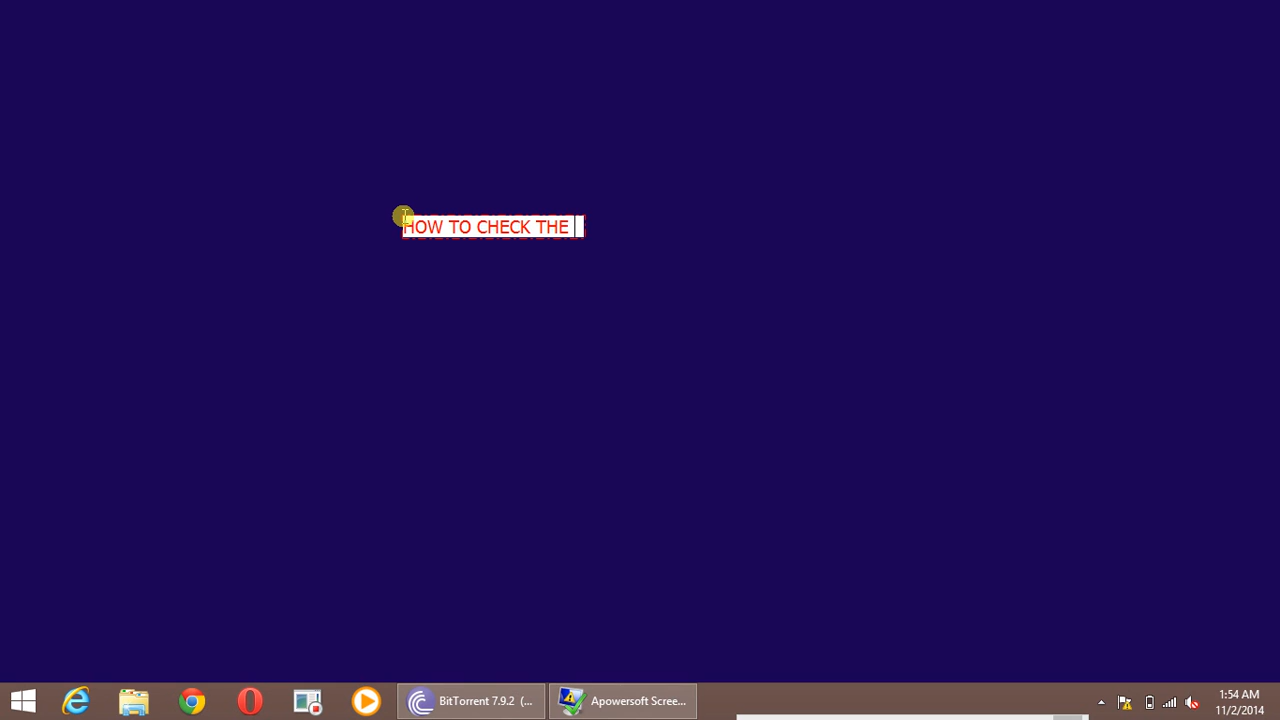 HOW TO CHECK THE
BitTorrent 7.9.2 (...
Apowersoft Scree...
1:54 AM
11/2/2014